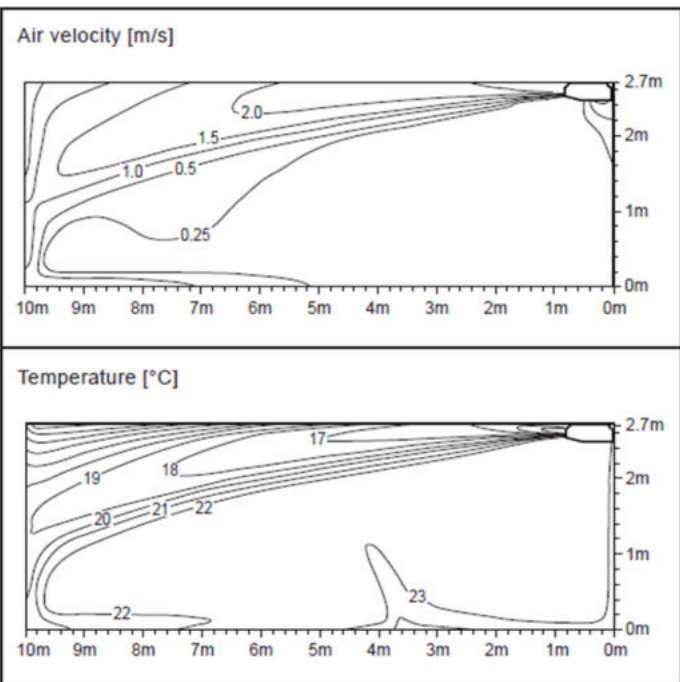 Air velocity [m/s]
2.7m
2.0
2m
1.5
1.0
0.5
1m
0.25
0m
10m 9m 8m 7m 6m 5m 4m 3m 2m 1m 0m
Temperature [°C]
2.7m
17
18
2m
19
20 21 22
1m
23
22
0m
10m 9m 8m 7m 6m 5m 4m 3m 2m 1m 0m